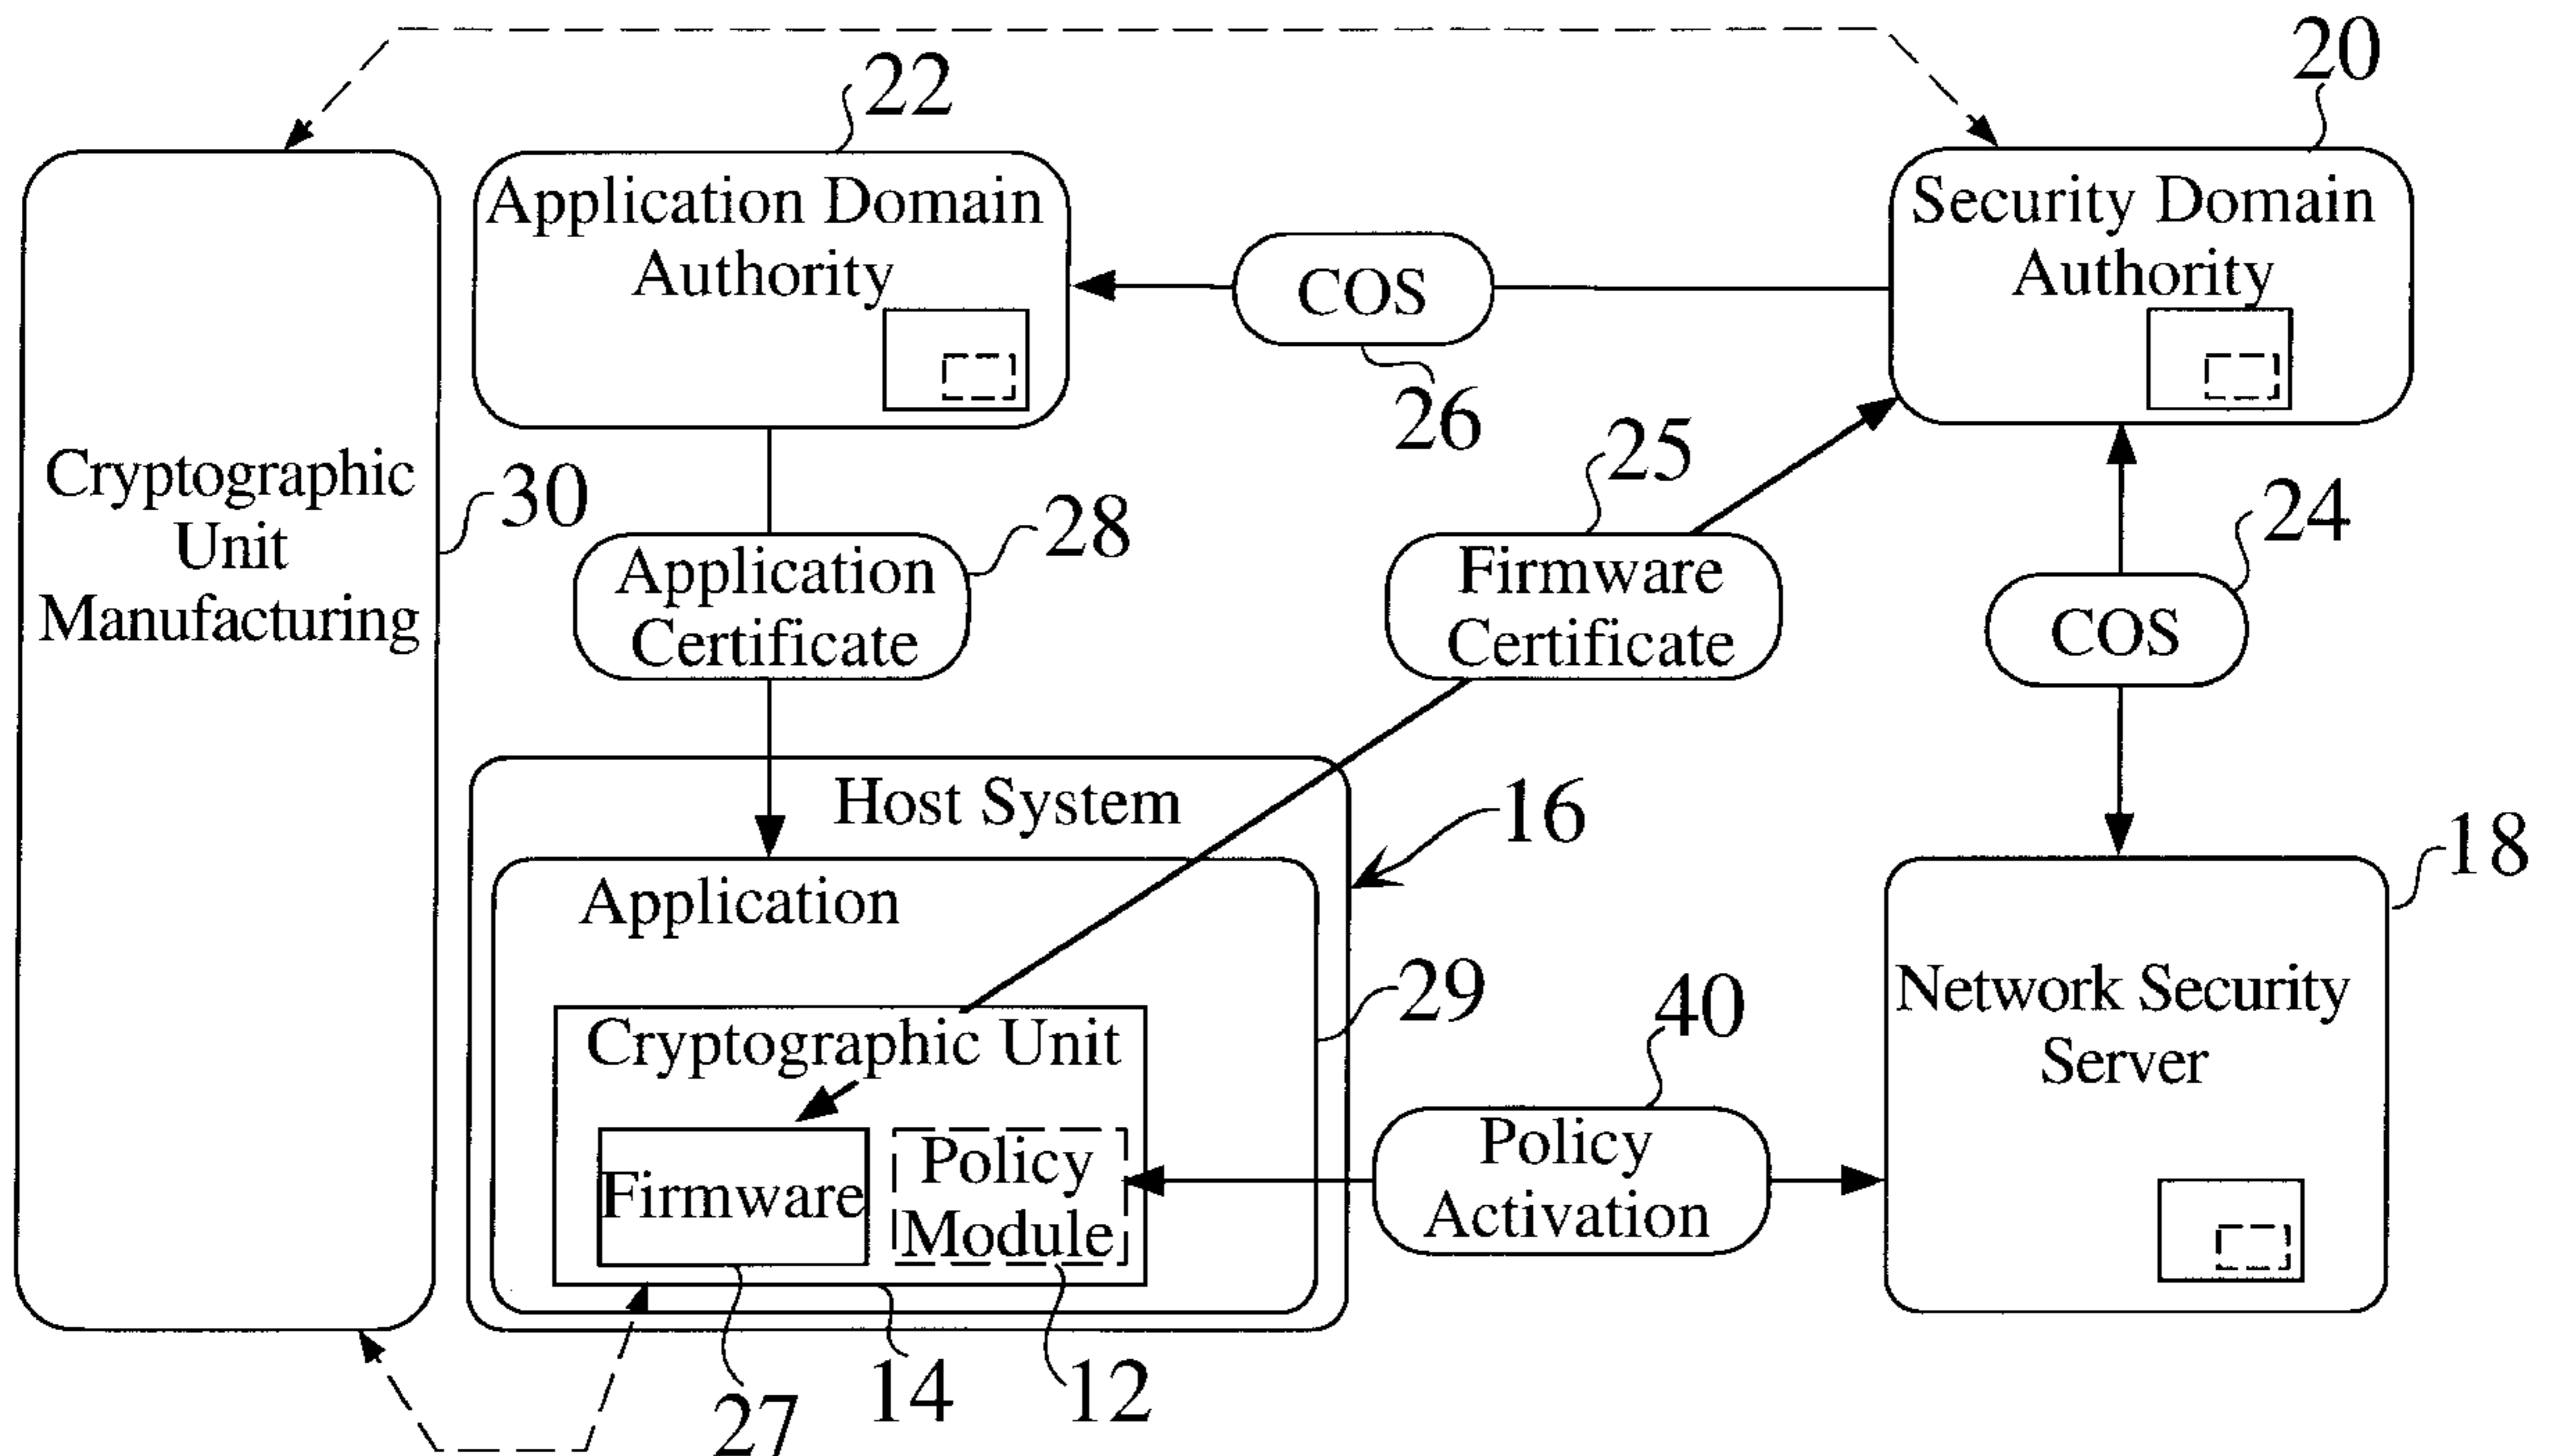 20
22
Application Domain
Authority
Security Domain
Authority
COS
26
25
Cryptographic
Unit
Manufacturing
30
28
24
Application
Certificate
Firmware
Certificate
COS
Host System
16
18
Application
29
40
Network Security
Server
Cryptographic Unit
Policy
Activation
Firmware
Policy
Module
14
12
27